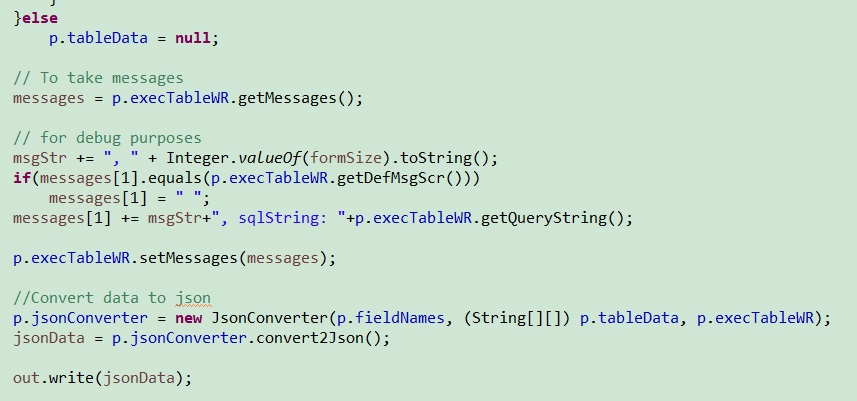 }else
    p.tableData = null;
// To take messages
messages = p.execTableWR.getMessages();
// for debug purposes
msgStr += ", " + Integer.valueOf(formSize).toString();
if(messages[1].equals(p.execTableWR.getDefMsgScr()))
    messages[1] = " ";
messages[1] += msgStr+", sqlString: "+p.execTableWR.getQueryString();
p.execTableWR.setMessages(messages);
//Convert data to json
p.jsonConverter = new JsonConverter(p.fieldNames, (String[][]) p.tableData, p.execTableWR);
jsonData = p.jsonConverter.convert2Json();
out.write(jsonData);